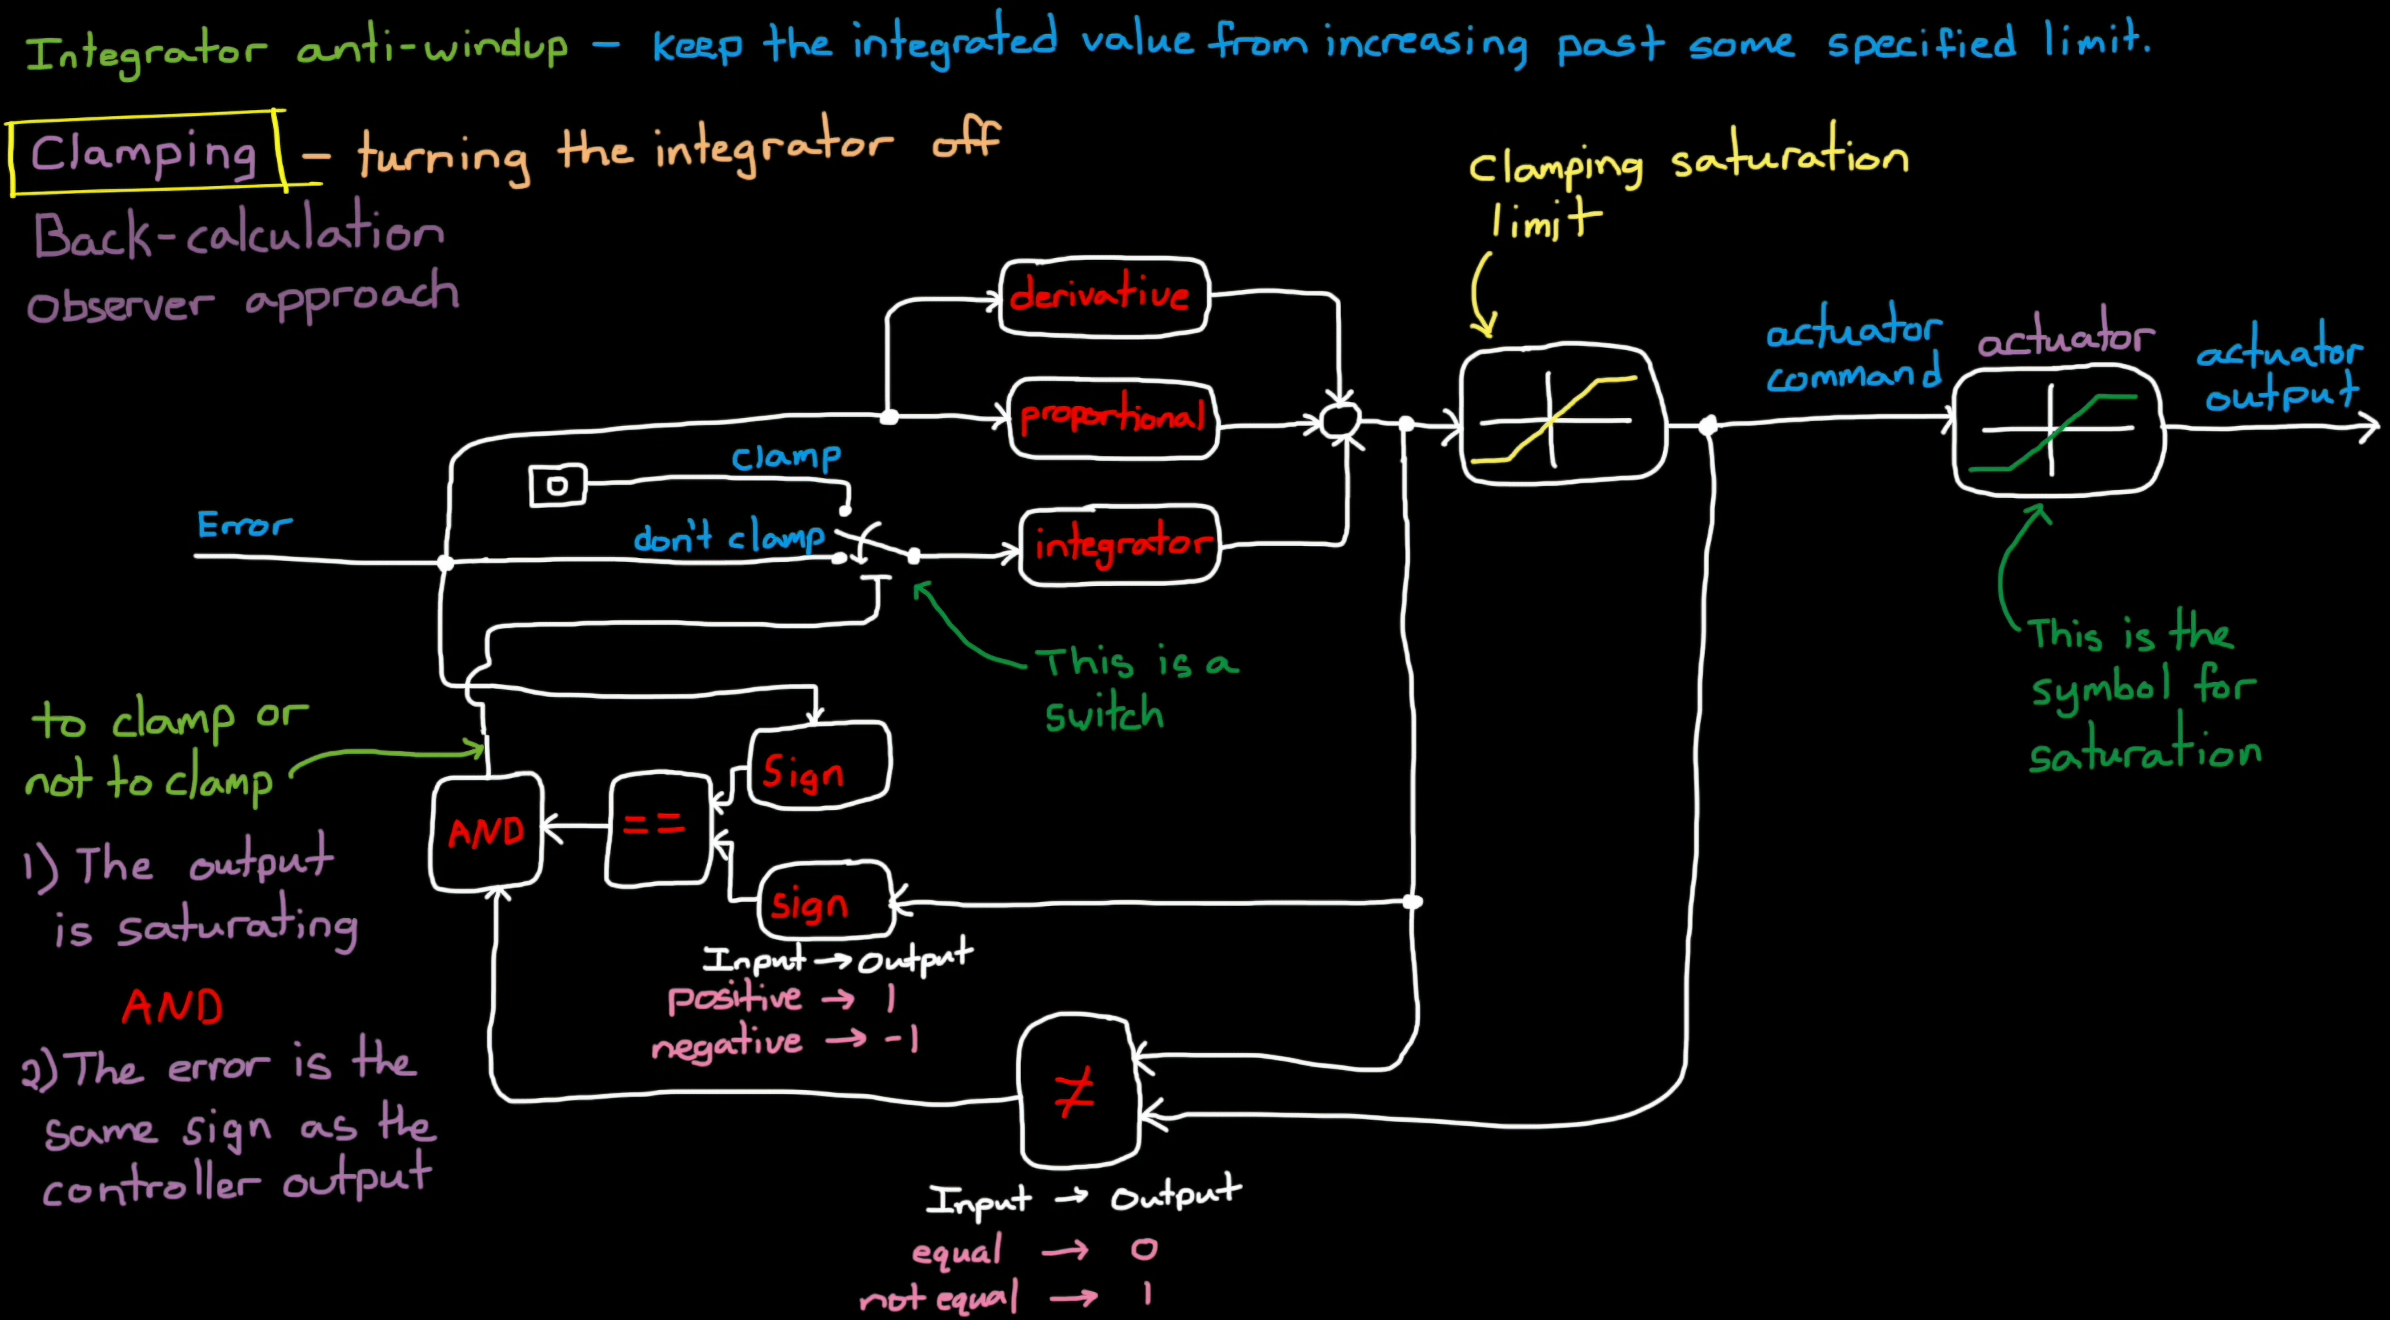 Integrator anti-windup - keep the integrated value from increasing past some specified limit.
Clamping - turning the integrator off
Back-calculation
Observer approach
Clamping saturation
limit
derivative
proportional
integrator
actuator
command
actuator
actuator
output
clamp
0
Error
don't clamp
This is a
switch
This is the
symbol for
saturation
to clamp or
not to clamp
Sign
AND
==
sign
Input → Output
positive → 1
negative → -1
1) The output
is saturating
AND
2) The error is the
same sign as the
controller output
≠
Input → Output
equal → 0
not equal → 1